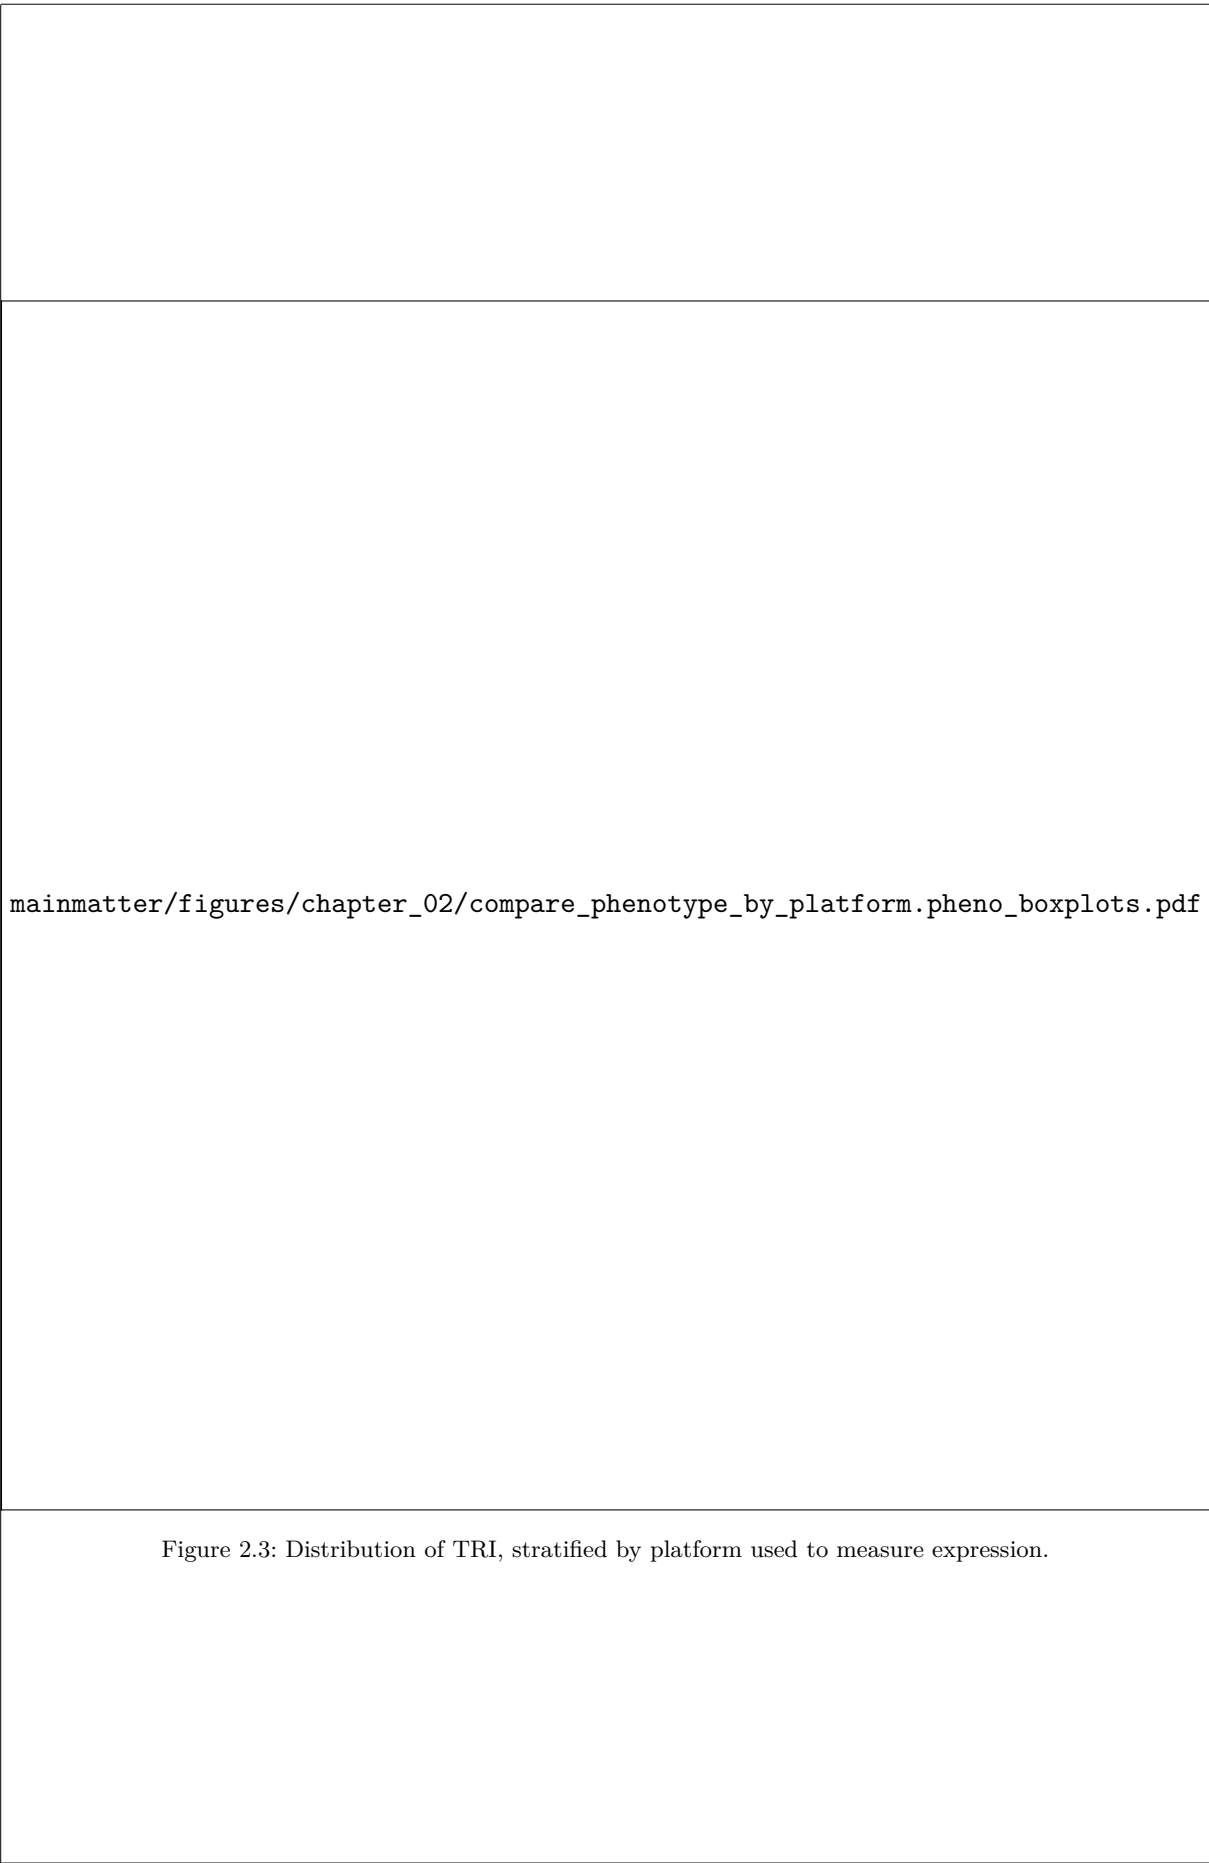 mainmatter/figures/chapter_02/compare_phenotype_by_platform.pheno_boxplots.pdf
Figure 2.3: Distribution of TRI, stratified by platform used to measure expression.